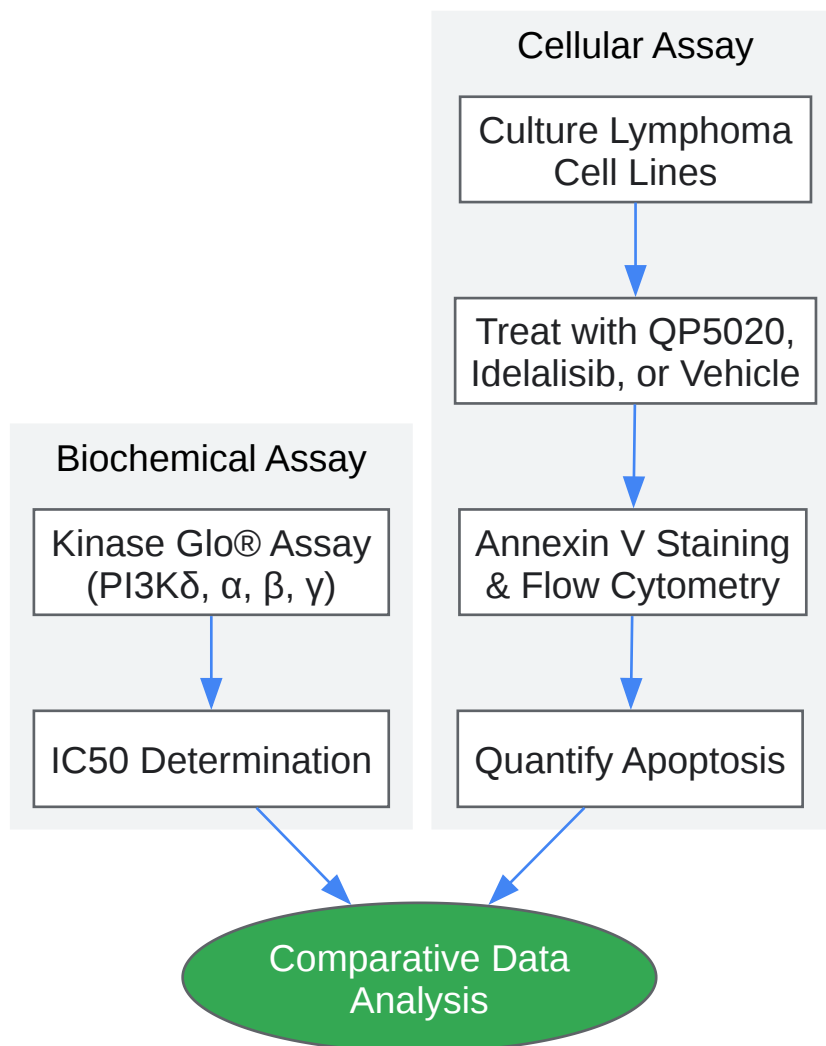 Cellular Assay
Culture Lymphoma
Cell Lines
Treat with QP5020,
Idelalisib, or Vehicle
Annexin V Staining
& Flow Cytometry
Quantify Apoptosis
Biochemical Assay
Kinase Glo® Assay
(PI3Kδ, α, β, γ)
IC50 Determination
Comparative Data
Analysis